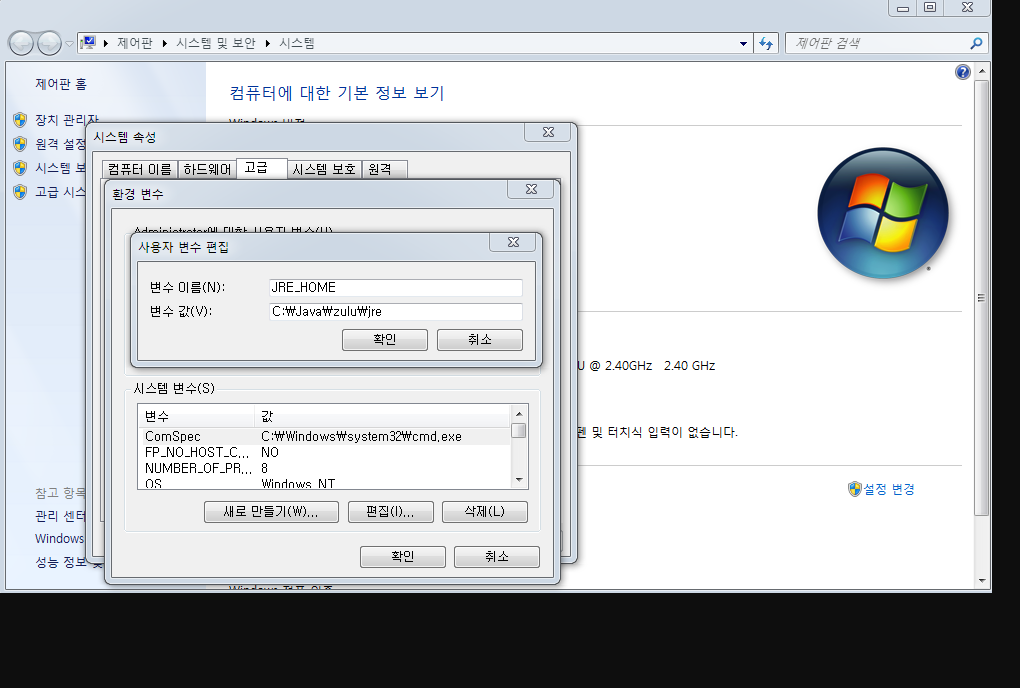 제어판 ▸ 시스템 및 보안 ▸ 시스템
제어판 검색
제어판 홈
장치 관리자
원격 설정
시스템 보
고급 시스
컴퓨터에 대한 기본 정보 보기
시스템 속성
컴퓨터 이름 하드웨어 고급 시스템 보호 원격
환경 변수
Administrator에 대한 사용자 변수(U)
사용자 변수 편집
변수 이름(N): JRE_HOME
변수 값(V): C:₩Java₩zulu₩jre
확인 취소
U @ 2.40GHz 2.40 GHz
시스템 변수(S)
변수 값
ComSpec C:₩Windows₩system32₩cmd.exe
FP_NO_HOST_C... NO
NUMBER_OF_PR... 8
OS Windows_NT
펜 및 터치식 입력이 없습니다.
새로 만들기(W)... 편집(I)... 삭제(L)
확인 취소
설정 변경
참고 항목
관리 센터
Windows
성능 정보 및